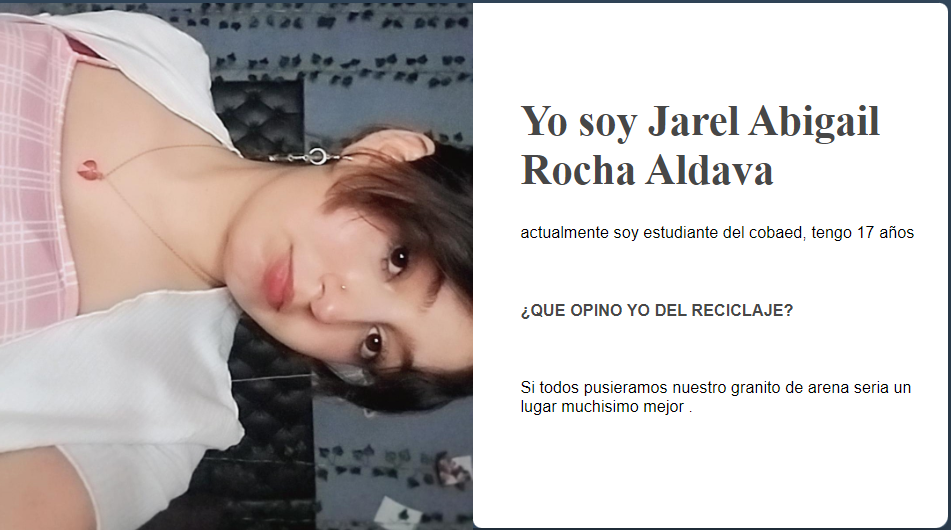 Yo soy Jarel Abigail
Rocha Aldava
actualmente soy estudiante del cobaed, tengo 17 años
¿QUE OPINO YO DEL RECICLAJE?
Si todos pusieramos nuestro granito de arena seria un
lugar muchisimo mejor .